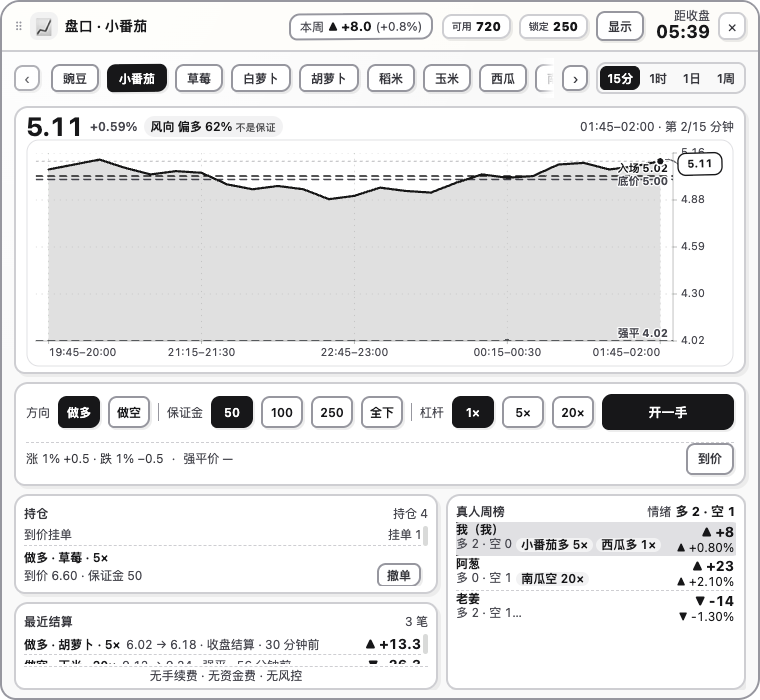 盘口 · 小番茄
本周 ▲ +8.0 (+0.8%)
可用 720
锁定 250
显示
距收盘
05:39
×
‹ 豌豆 小番茄 草莓 白萝卜 胡萝卜 稻米 玉米 西瓜 ›
15分 1时 1日 1周
5.11 +0.59% 风向 偏多 62% 不是保证
01:45–02:00 · 第 2/15 分钟
5.16
入场 5.02
5.11
底价 5.00
4.88
4.59
4.30
强平 4.02
4.02
19:45–20:00 21:15–21:30 22:45–23:00 00:15–00:30 01:45–02:00
方向 做多 做空 保证金 50 100 250 全下 杠杆 1× 5× 20× 开一手
涨 1% +0.5 · 跌 1% −0.5 · 强平价 —
到价
持仓 持仓 4
到价挂单 挂单 1
做多 · 草莓 · 5×
到价 6.60 · 保证金 50
撤单
最近结算 3 笔
做多 · 胡萝卜 · 5× 6.02 → 6.18 · 收盘结算 · 30 分钟前 ▲ +13.3
无手续费 · 无资金费 · 无风控
真人周榜 情绪 多 2 · 空 1
我（我） ▲ +8
多 2 · 空 0 小番茄多 5× 西瓜多 1× ▲ +0.80%
阿葱 ▲ +23
多 0 · 空 1 南瓜空 20× ▲ +2.10%
老姜 ▼ -14
多 2 · 空 1… ▼ -1.30%